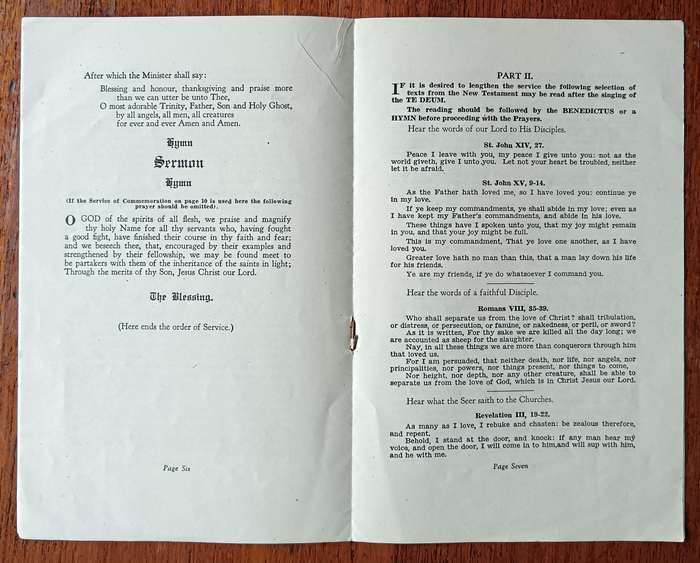 After which the Minister shall say:
Blessing and honour, thanksgiving and praise more
than we can utter be unto Thee,
O most adorable Trinity, Father, Son and Holy Ghost,
by all angels, all men, all creatures
for ever and ever Amen and Amen.
Hymn
Sermon
Hymn
(If the Service of Commemoration on page 10 is used here the following
prayer should be omitted).
O GOD of the spirits of all flesh, we praise and magnify
thy holy Name for all thy servants who, having fought
a good fight, have finished their course in thy faith and fear;
and we beseech thee, that, encouraged by their examples and
strengthened by their fellowship, we may be found meet to
be partakers with them of the inheritance of the saints in light;
Through the merits of thy Son, Jesus Christ our Lord.
The Blessing.
(Here ends the order of Service.)
Page Six
PART II.
IF it is desired to lengthen the service the following selection of
texts from the New Testament may be read after the singing of
the TE DEUM.
The reading should be followed by the BENEDICTUS or a
HYMN before proceeding with the Prayers.
Hear the words of our Lord to His Disciples.
St. John XIV, 27.
Peace I leave with you, my peace I give unto you: not as the
world giveth, give I unto you. Let not your heart be troubled, neither
let it be afraid.
St. John XV, 9-14.
As the Father hath loved me, so I have loved you: continue ye
in my love.
If ye keep my commandments, ye shall abide in my love; even as
I have kept my Father's commandments, and abide in his love.
These things have I spoken unto you, that my joy might remain
in you, and that your joy might be full.
This is my commandment, That ye love one another, as I have
loved you.
Greater love hath no man than this, that a man lay down his life
for his friends.
Ye are my friends, if ye do whatsoever I command you.
Hear the words of a faithful Disciple.
Romans VIII, 35-39.
Who shall separate us from the love of Christ? shall tribulation,
or distress, or persecution, or famine, or nakedness, or peril, or sword?
As it is written, For thy sake we are killed all the day long; we
are accounted as sheep for the slaughter.
Nay, in all these things we are more than conquerors through him
that loved us.
For I am persuaded, that neither death, nor life, nor angels, nor
principalities, nor powers, nor things present, nor things to come,
Nor height, nor depth, nor any other creature, shall be able to
separate us from the love of God, which is in Christ Jesus our Lord.
Hear what the Seer saith to the Churches.
Revelation III, 19-22.
As many as I love, I rebuke and chasten: be zealous therefore,
and repent.
Behold, I stand at the door, and knock: if any man hear my
voice, and open the door, I will come in to him,and will sup with him,
and he with me.
Page Seven